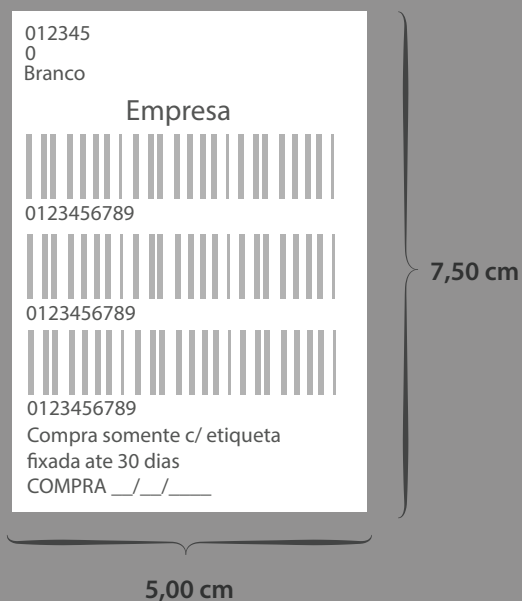 012345
0
Branco
Empresa
0123456789
0123456789
0123456789
Compra somente c/ etiqueta
fixada ate 30 dias
COMPRA __/__/____
7,50 cm
5,00 cm